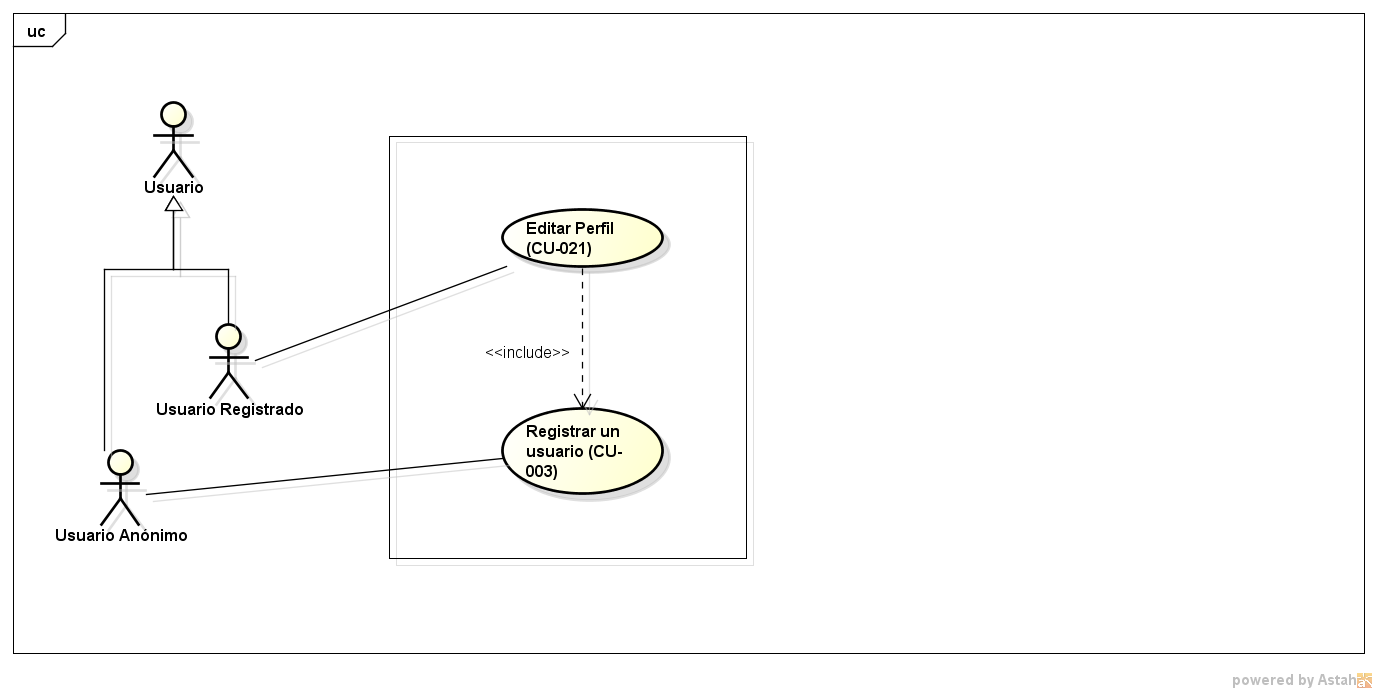 uc
Usuario
Editar Perfil
(CU-021)
<<include>>
Usuario Registrado
Registrar un
usuario (CU-
003)
Usuario Anónimo
powered by Astah